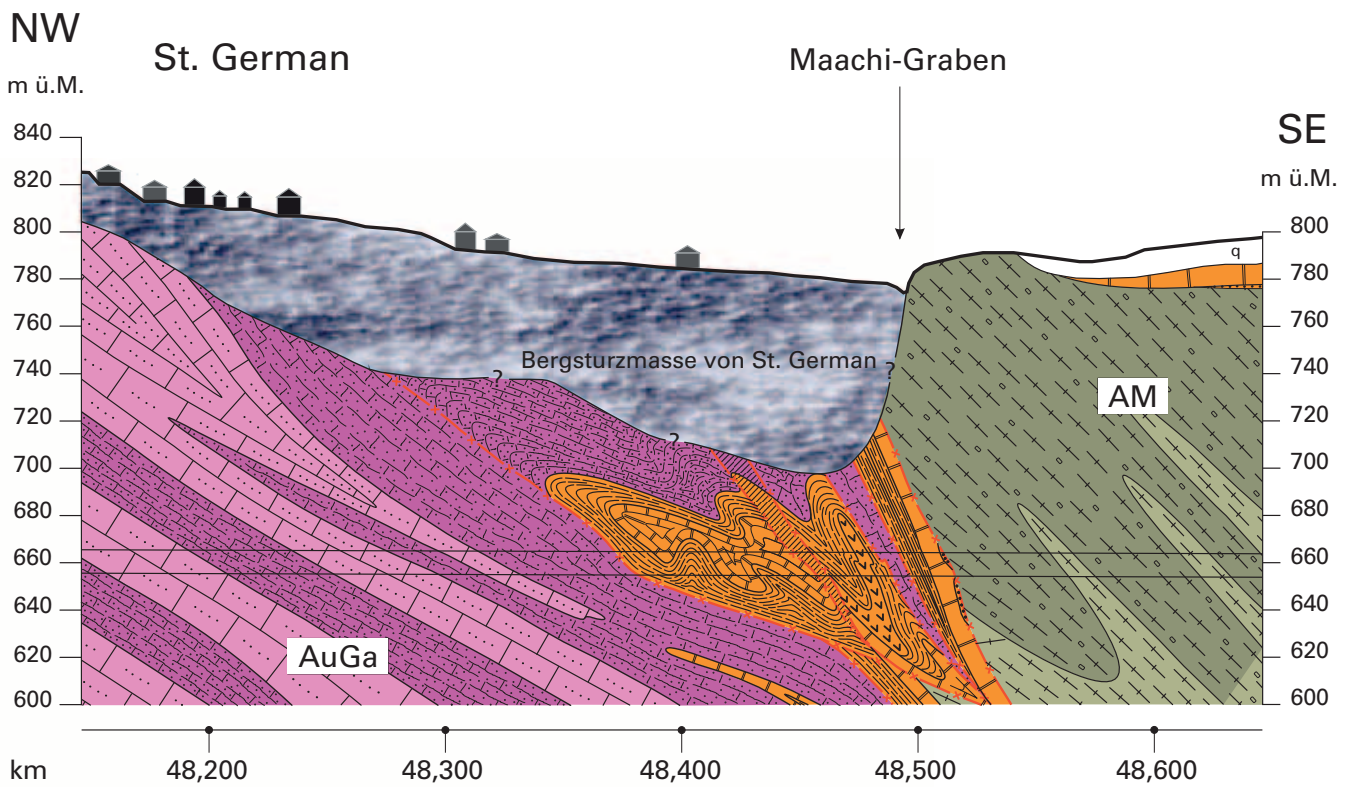 NW
St. German
Maachi-Graben
m ü.M.
SE
m ü.M.
840
820
800
780
760
740
720
700
680
660
640
620
600
800
780
760
740
720
700
680
660
640
620
600
q
Bergsturzmasse von St. German
?
?
?
AM
AuGa
km
48,200
48,300
48,400
48,500
48,600